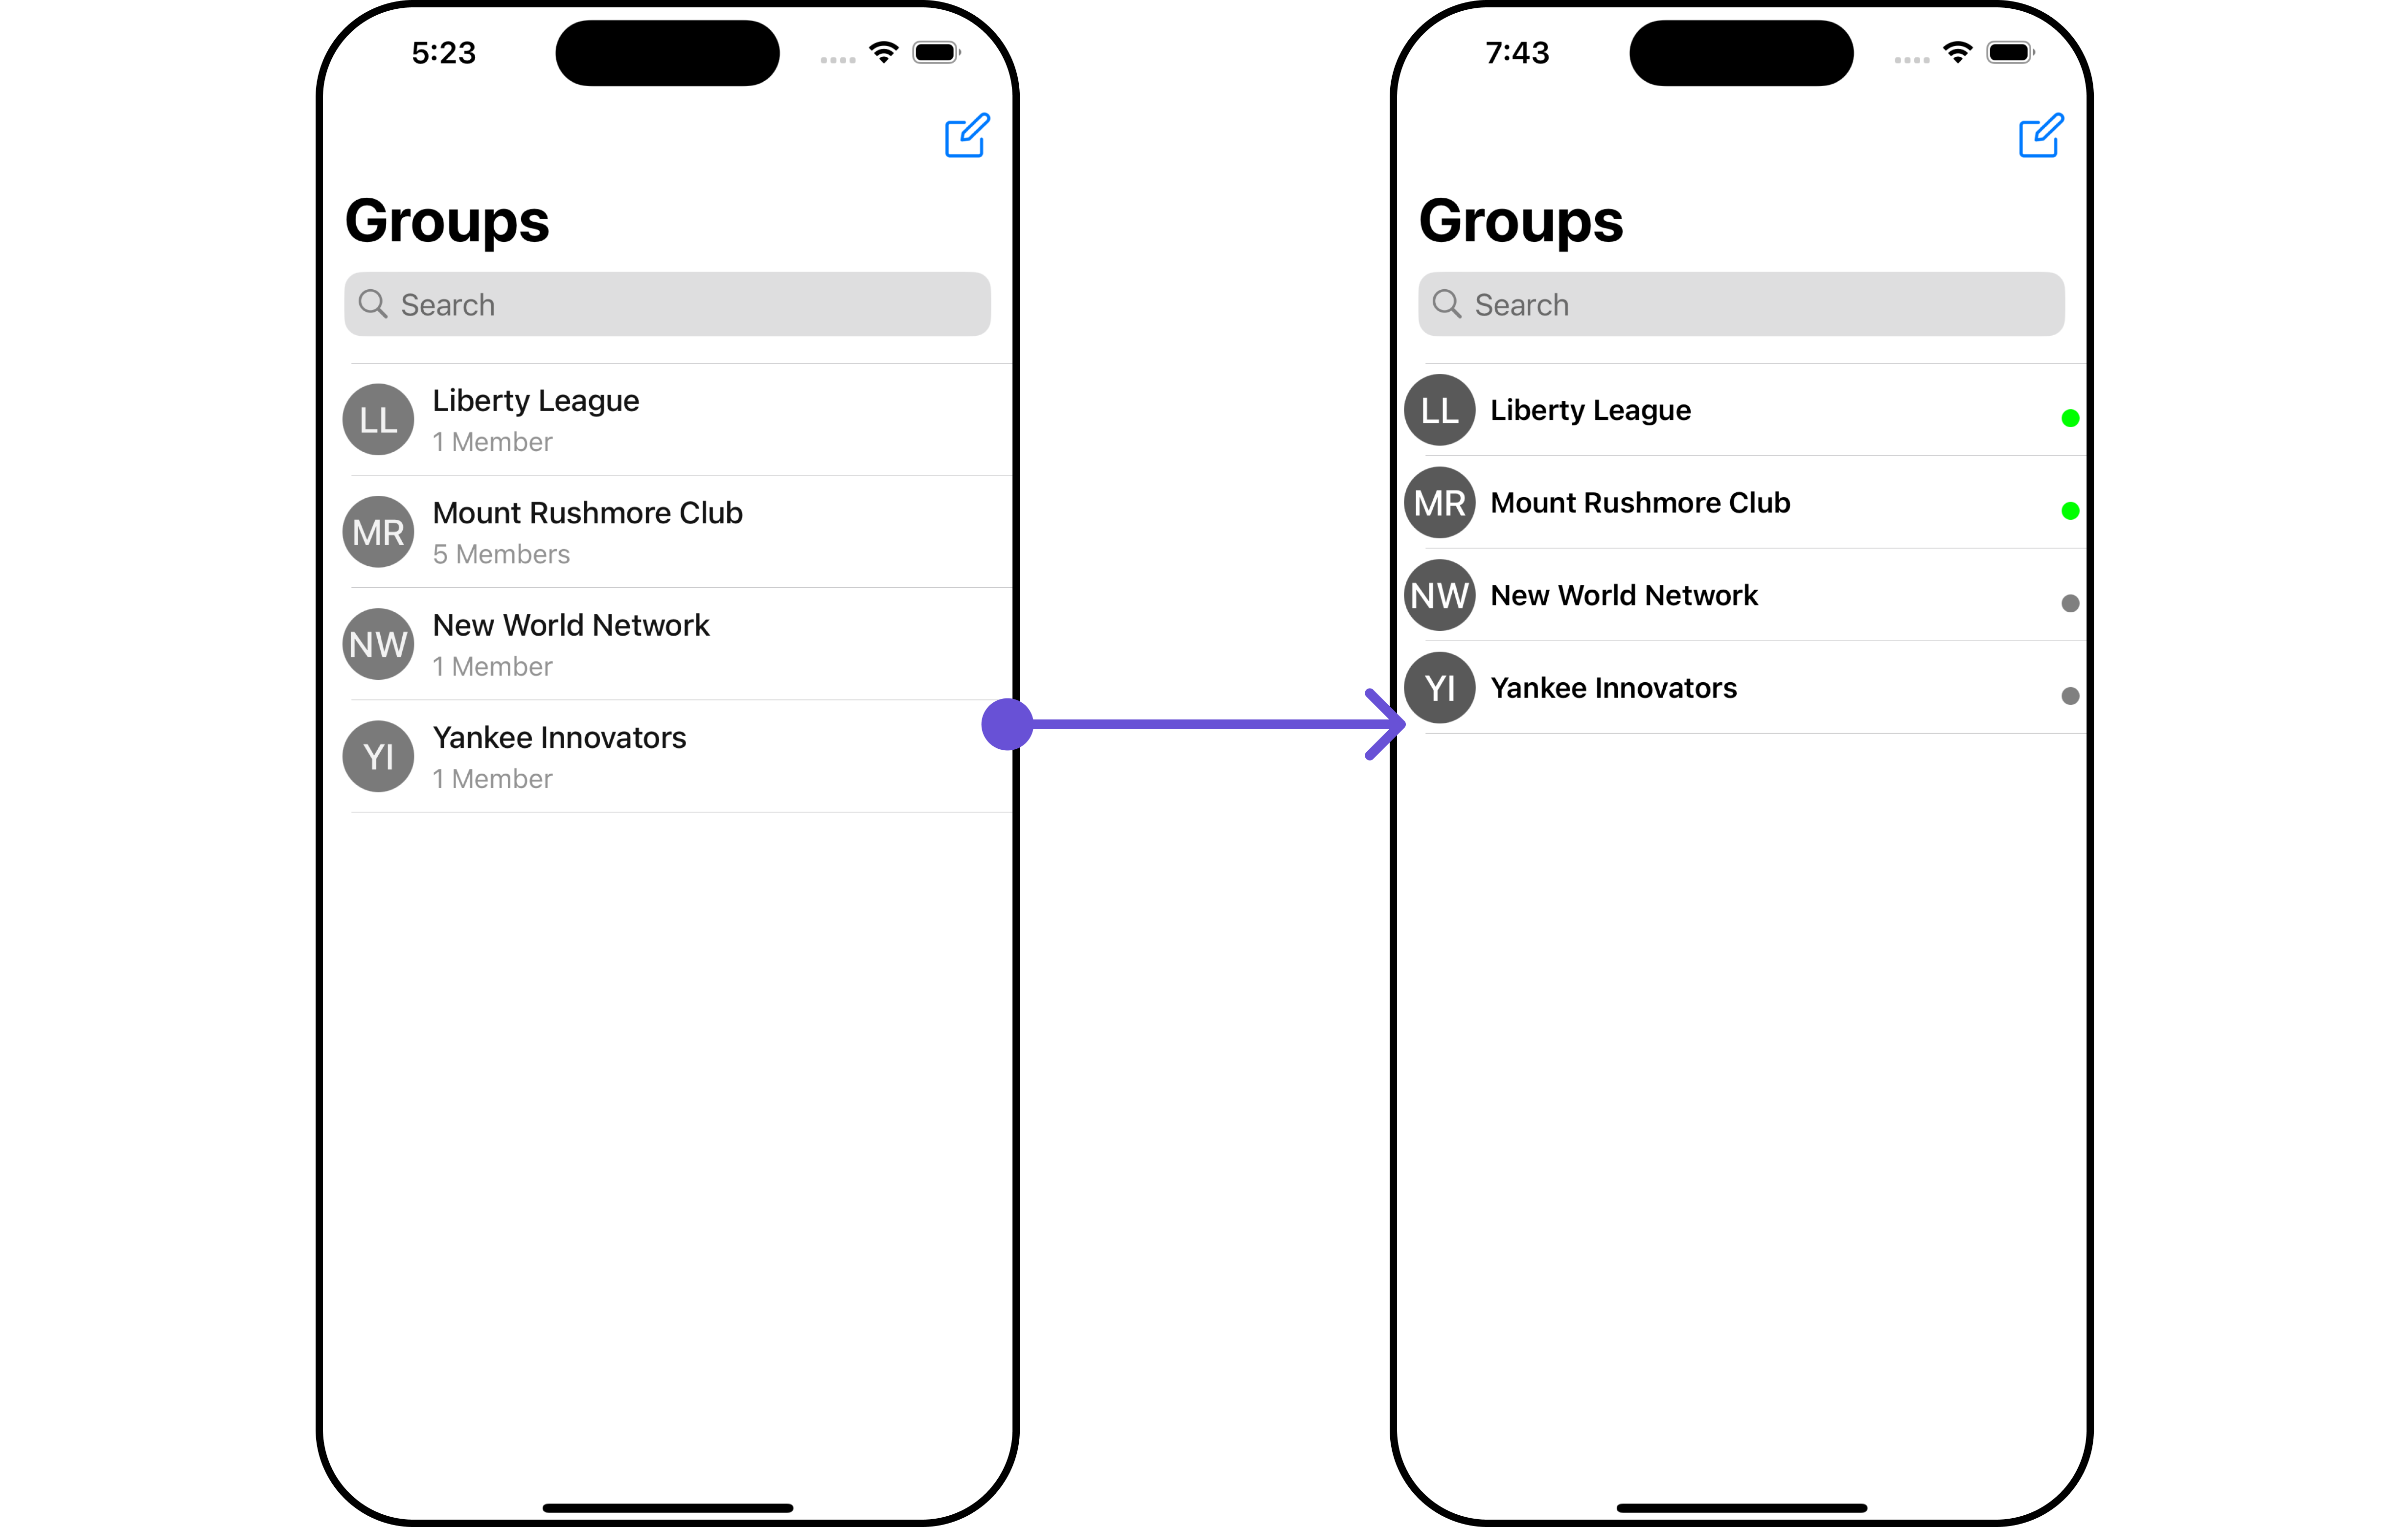 5:23
Groups
Search
LL
Liberty League
1 Member
MR
Mount Rushmore Club
5 Members
NW
New World Network
1 Member
YI
Yankee Innovators
1 Member
7:43
Groups
Search
LL
Liberty League
MR
Mount Rushmore Club
NW
New World Network
YI
Yankee Innovators